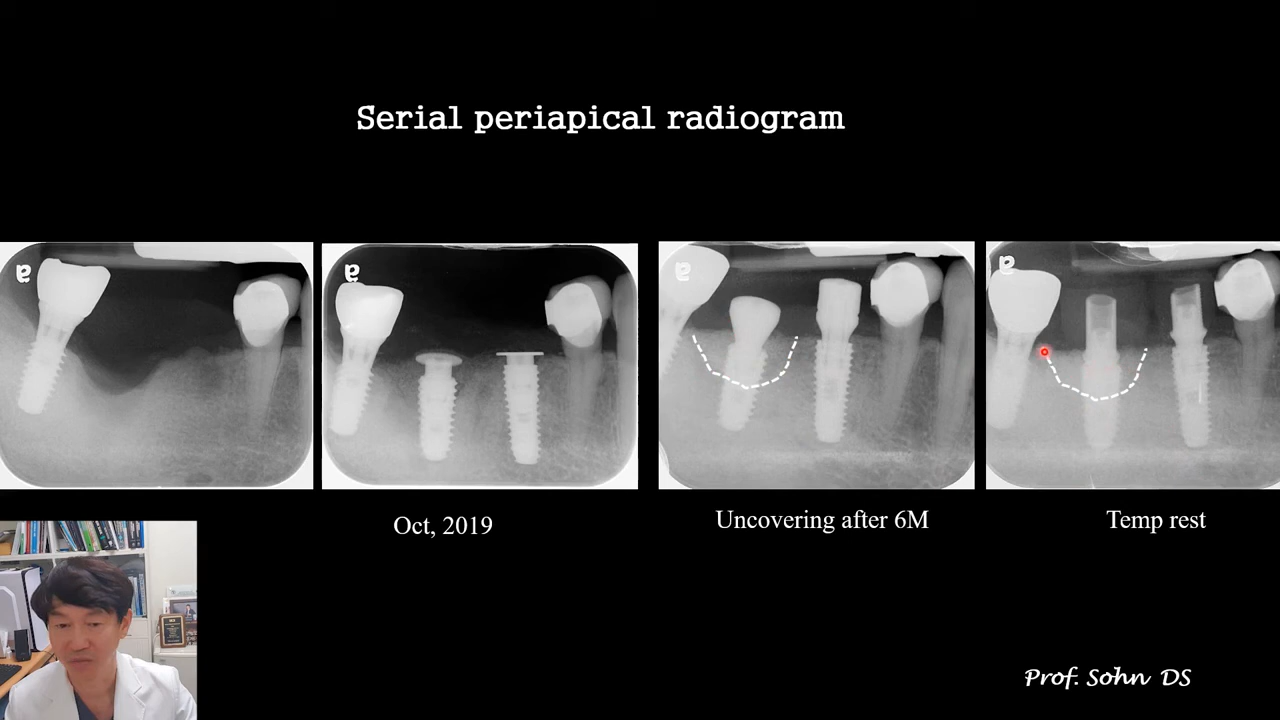 Serial periapical radiogram
Oct, 2019
Uncovering after 6M
Temp rest
Prof. Sohn DS